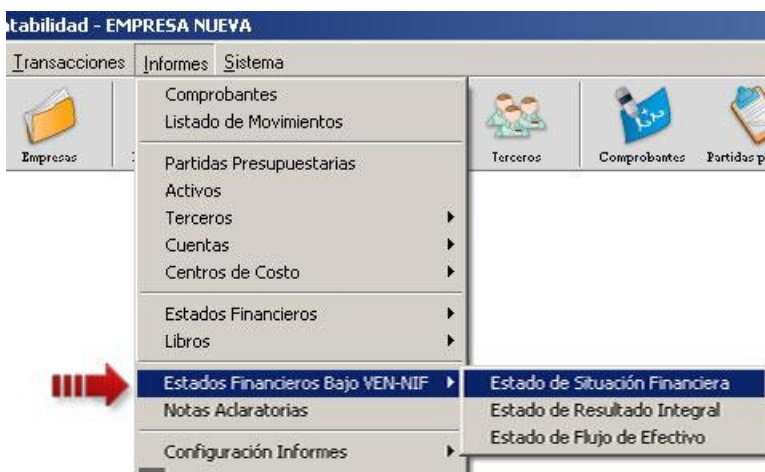 ntabilidad - EMPRESA NUEVA
Transacciones Informes Sistema
Empresas
Terceros
Comprobantes
Partidas p
Comprobantes
Listado de Movimientos
Partidas Presupuestarias
Activos
Terceros
Cuentas
Centros de Costo
Estados Financieros
Libros
Estados Financieros Bajo VEN-NIF
Notas Aclaratorias
Configuración Informes
Estado de Situación Financiera
Estado de Resultado Integral
Estado de Flujo de Efectivo